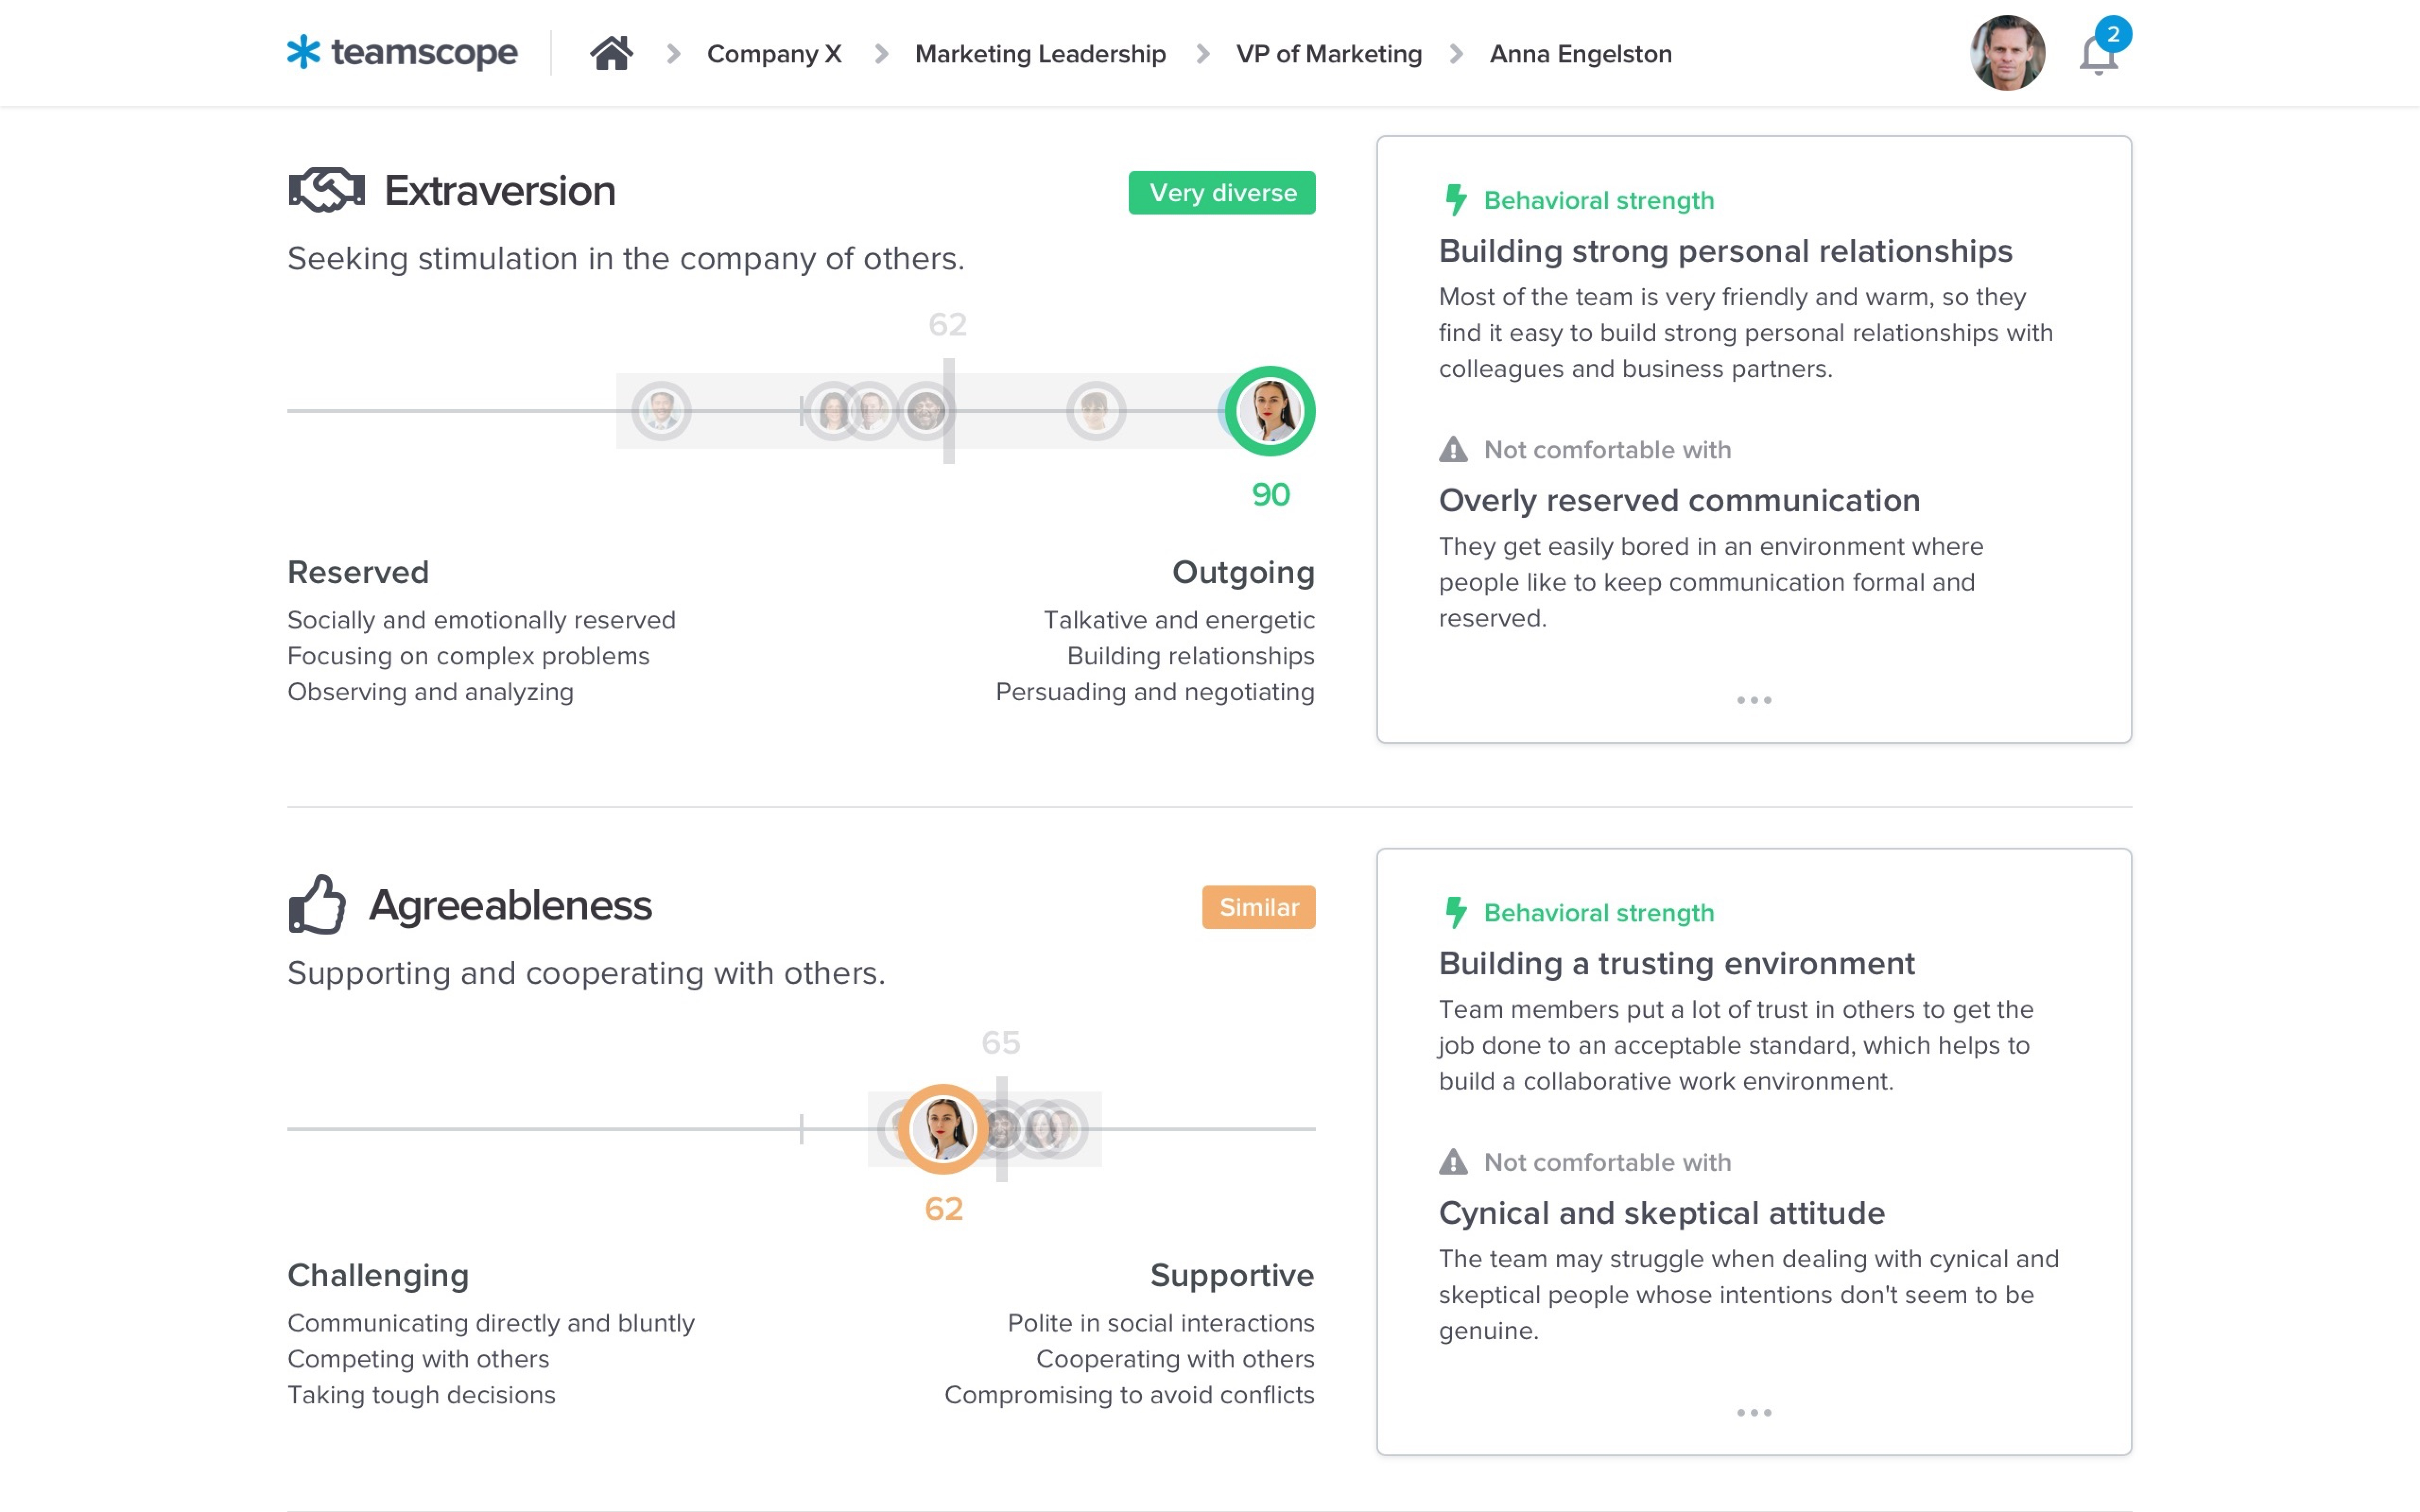 teamscope
Company X
Marketing Leadership
VP of Marketing
Anna Engelston
2
Extraversion
Very diverse
Seeking stimulation in the company of others.
62
90
Reserved
Socially and emotionally reserved
Focusing on complex problems
Observing and analyzing
Outgoing
Talkative and energetic
Building relationships
Persuading and negotiating
Behavioral strength
Building strong personal relationships
Most of the team is very friendly and warm, so they
find it easy to build strong personal relationships with
colleagues and business partners.
Not comfortable with
Overly reserved communication
They get easily bored in an environment where
people like to keep communication formal and
reserved.
Agreeableness
Similar
Supporting and cooperating with others.
65
62
Challenging
Communicating directly and bluntly
Competing with others
Taking tough decisions
Supportive
Polite in social interactions
Cooperating with others
Compromising to avoid conflicts
Behavioral strength
Building a trusting environment
Team members put a lot of trust in others to get the
job done to an acceptable standard, which helps to
build a collaborative work environment.
Not comfortable with
Cynical and skeptical attitude
The team may struggle when dealing with cynical and
skeptical people whose intentions don't seem to be
genuine.